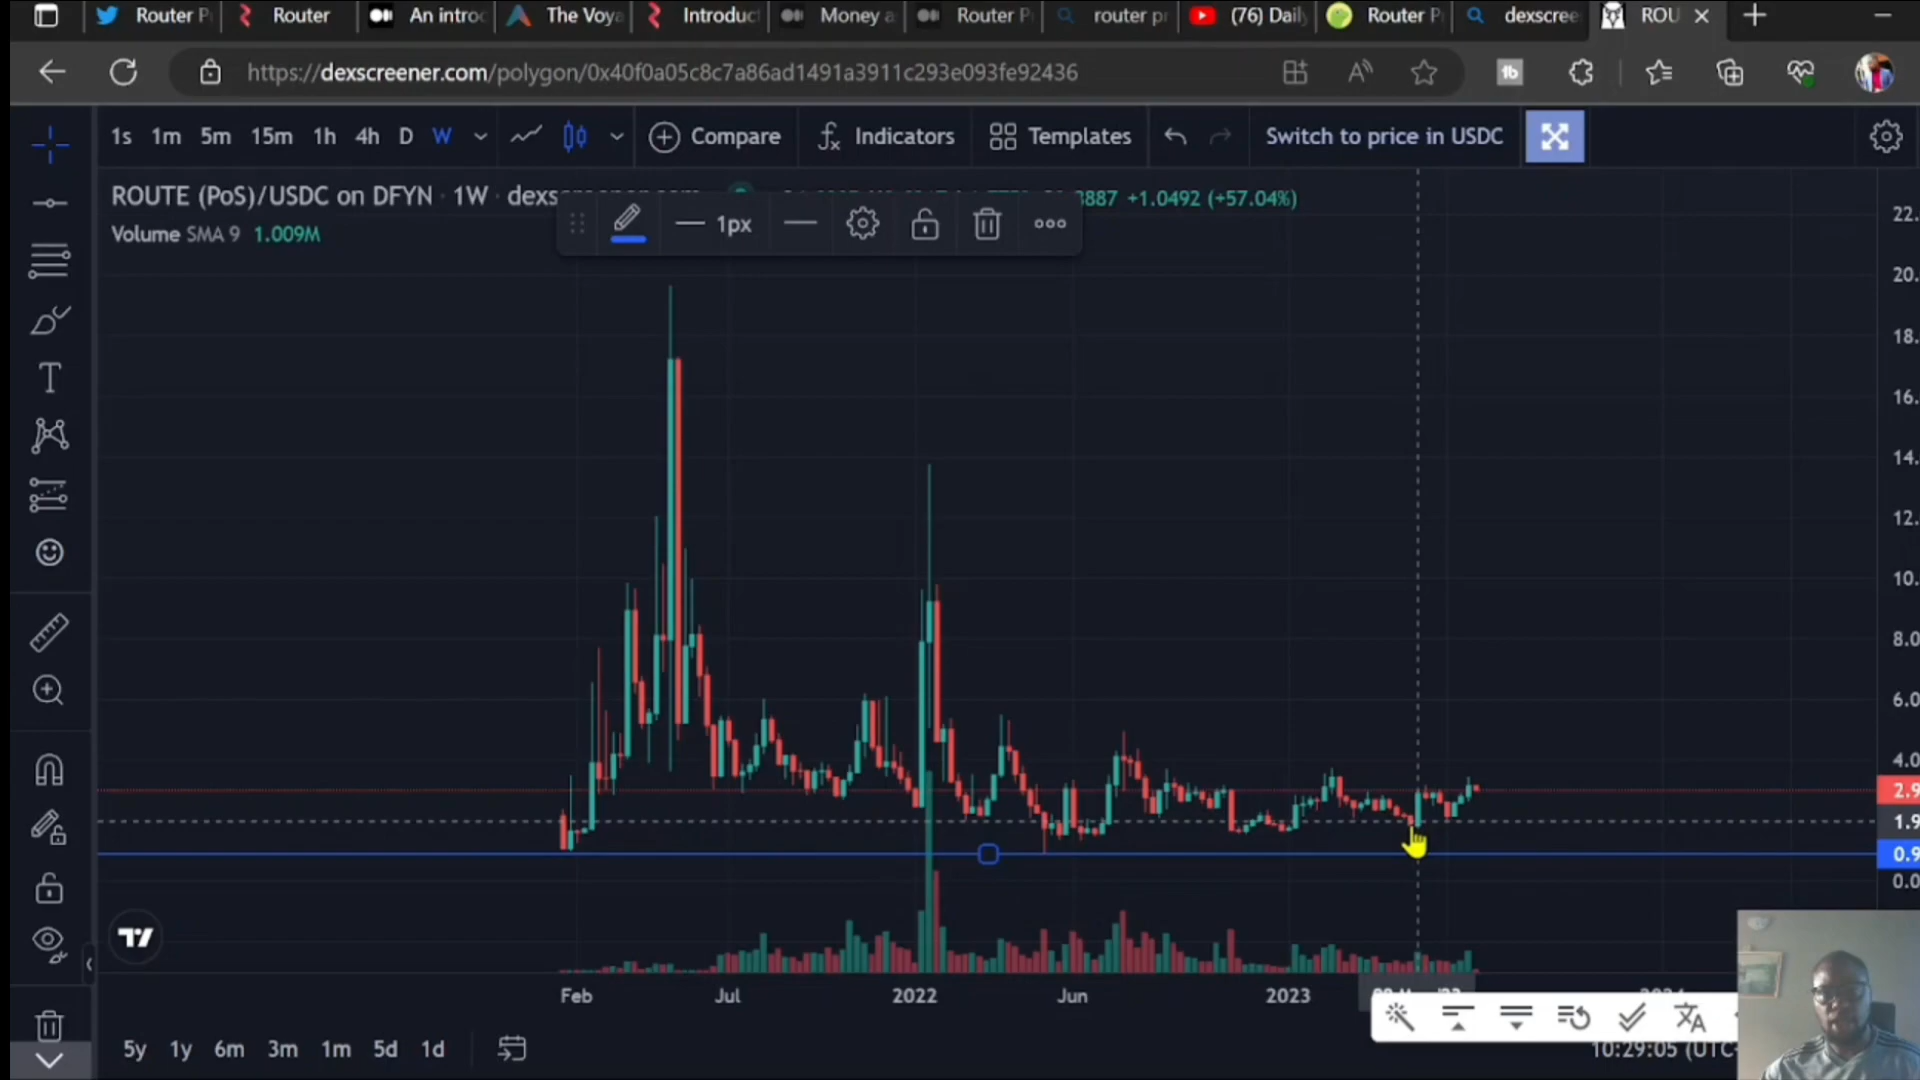 Router P
Router
An intro
The Voya
Introduc
Money a
Router P
router pr
(76) Daily
Router P
dexscree
ROU
https://dexscreener.com/polygon/0x40f0a05c8c7a86ad1491a3911c293e093fe92436
1s 1m 5m 15m 1h 4h D W Compare Indicators Templates Switch to price in USDC
ROUTE (PoS)/USDC on DFYN · 1W · 3887 +1.0492 (+57.04%)
Volume SMA 9 1.009M
1px
22.
20.
18.
16.
14.
12.
10.
8.0
6.0
4.0
2.9
1.9
0.9
0.0
Feb Jul 2022 Jun 2023
5y 1y 6m 3m 1m 5d 1d
10:29:05 (UTC